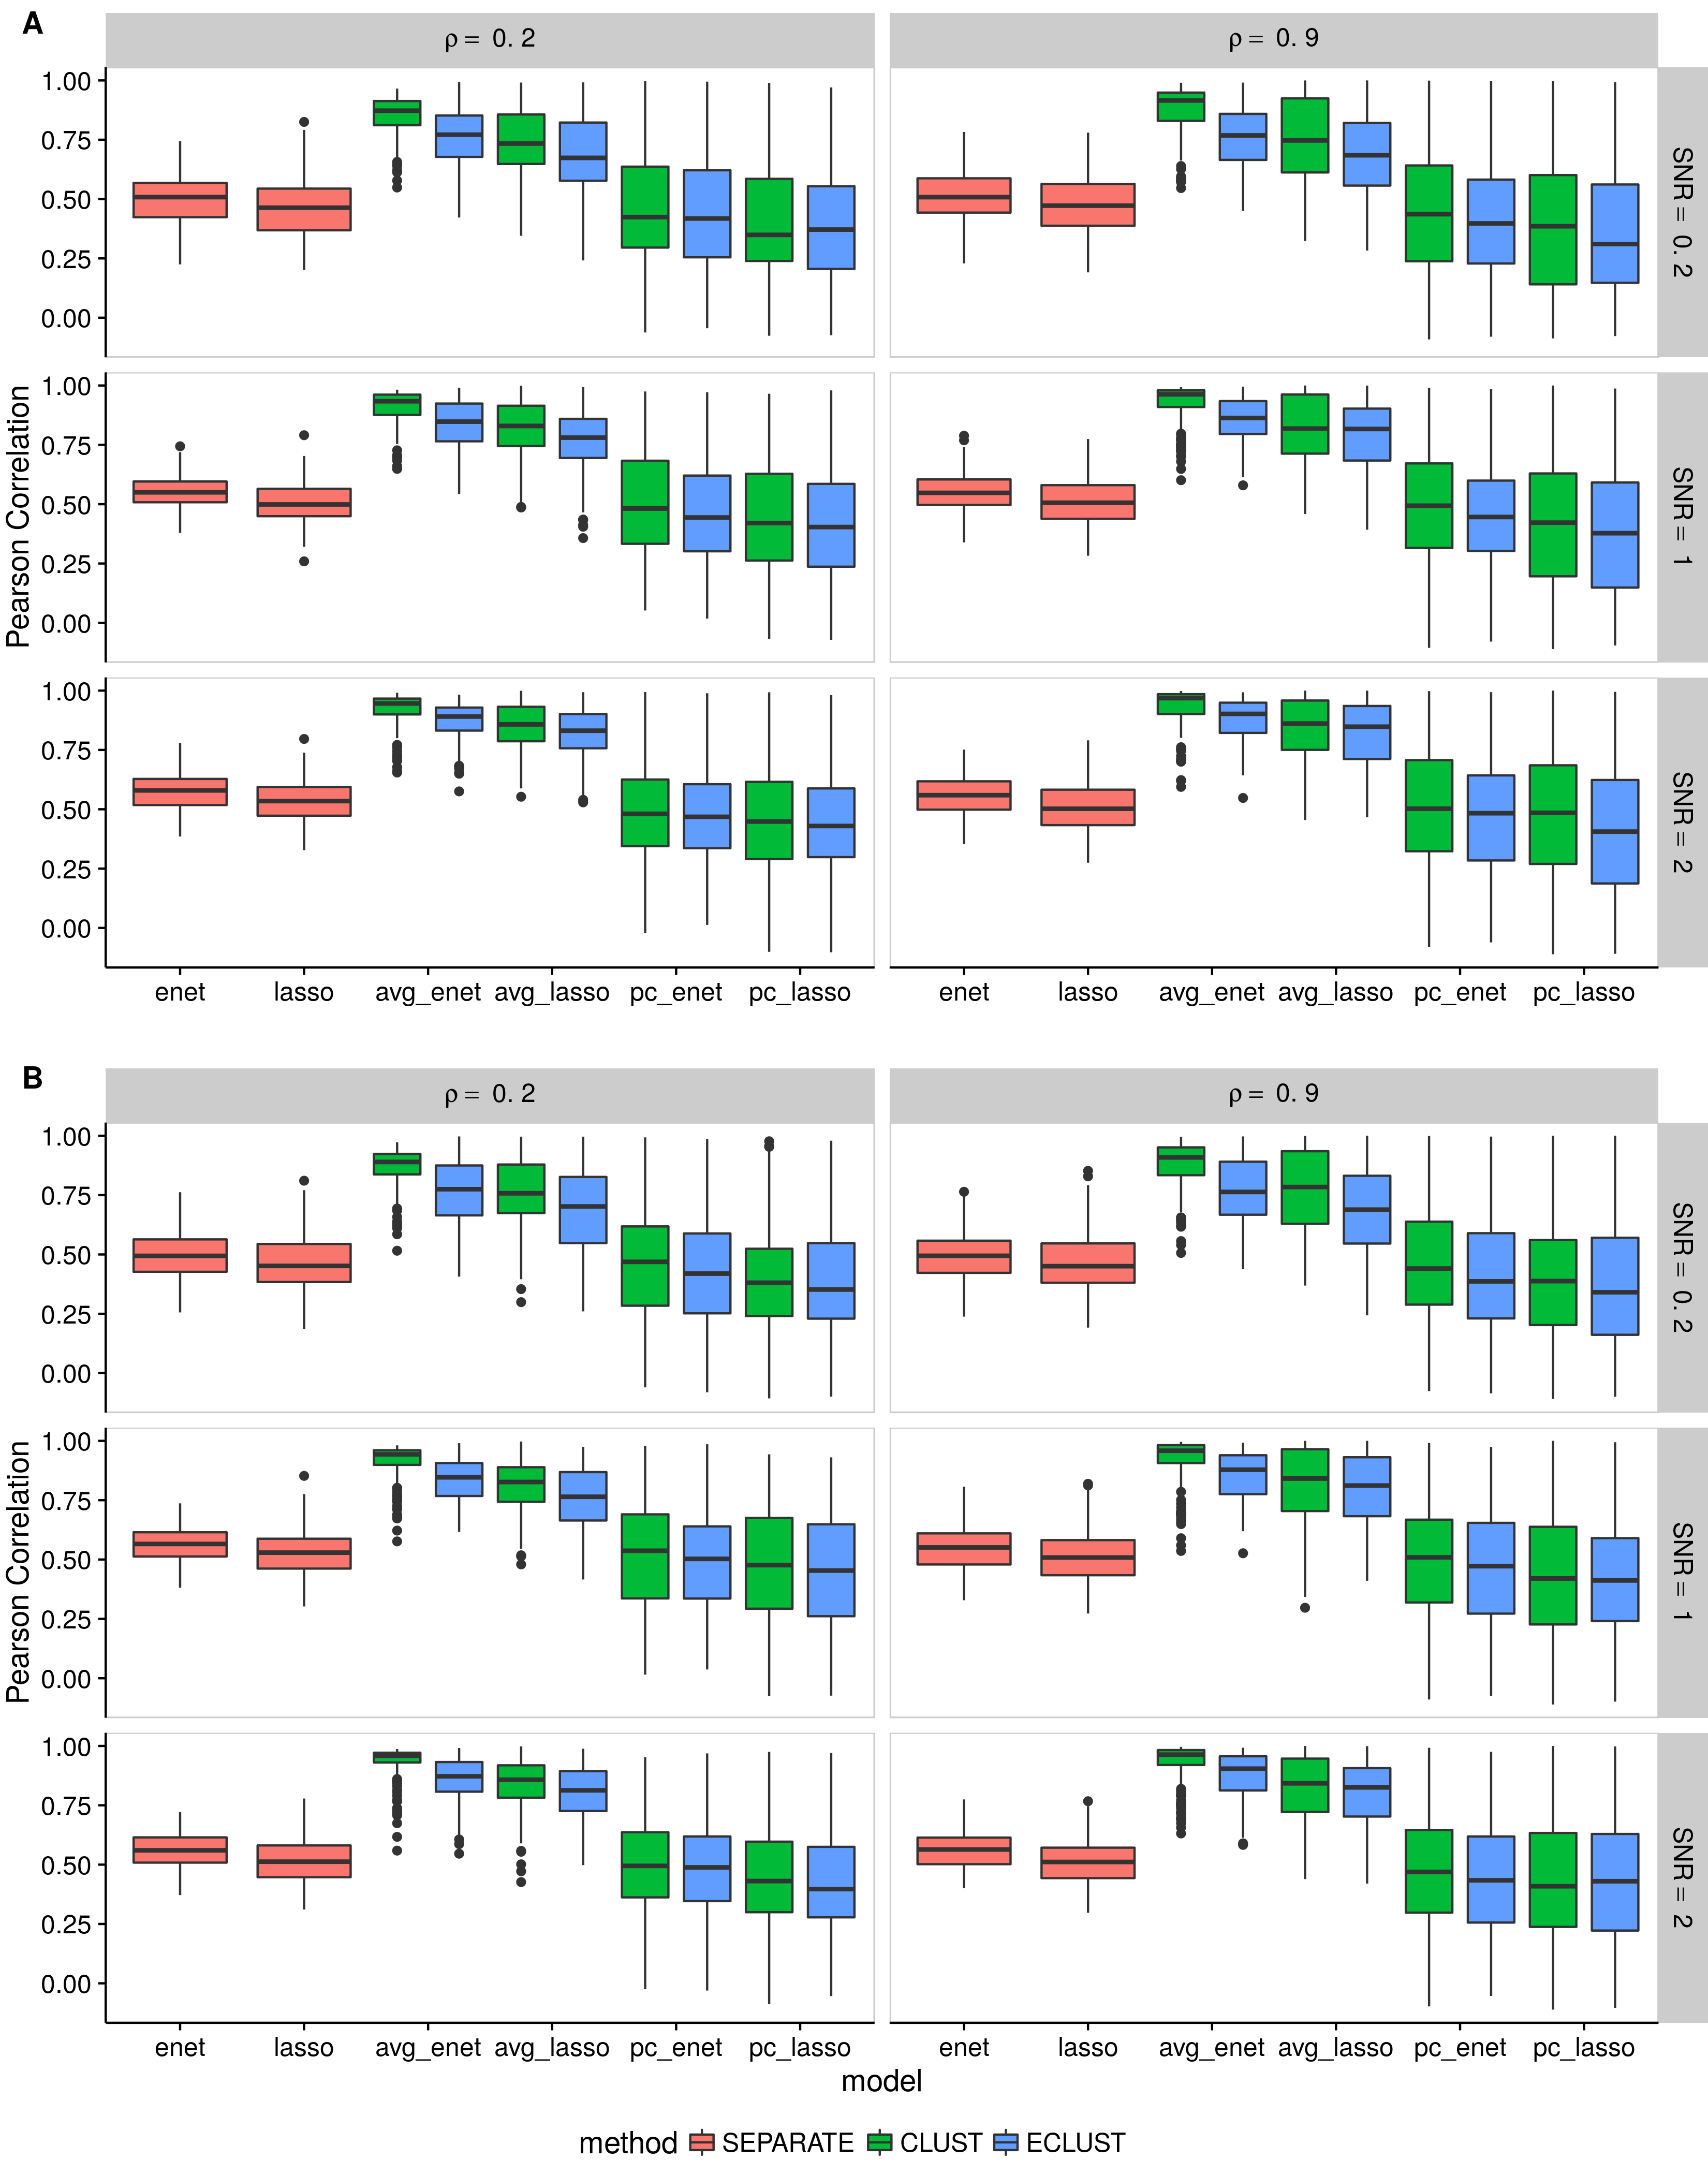 A
ρ = 0. 2
ρ = 0. 9
1.00
0.75
0.50
0.25
0.00
SNR = 0. 2
1.00
0.75
0.50
0.25
0.00
SNR = 1
Pearson Correlation
1.00
0.75
0.50
0.25
0.00
SNR = 2
enet lasso avg_enet avg_lasso pc_enet pc_lasso
enet lasso avg_enet avg_lasso pc_enet pc_lasso
B
ρ = 0. 2
ρ = 0. 9
1.00
0.75
0.50
0.25
0.00
SNR = 0. 2
1.00
0.75
0.50
0.25
0.00
SNR = 1
Pearson Correlation
1.00
0.75
0.50
0.25
0.00
SNR = 2
enet lasso avg_enet avg_lasso pc_enet pc_lasso
enet lasso avg_enet avg_lasso pc_enet pc_lasso
model
method SEPARATE CLUST ECLUST